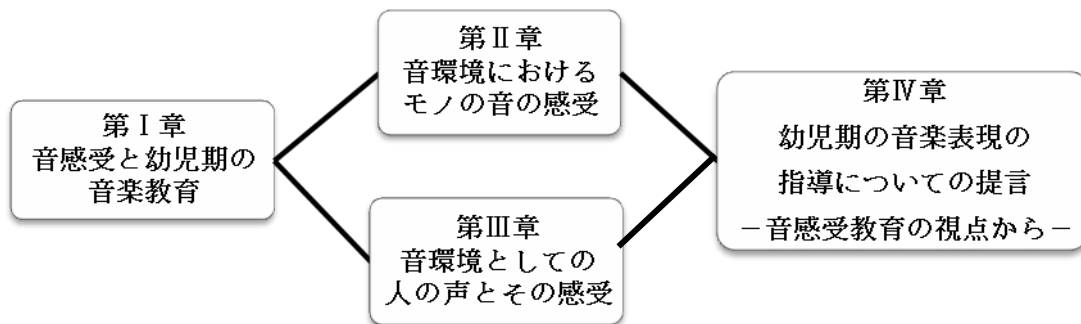 第Ⅰ章
音感受と幼児期の
音楽教育
第Ⅱ章
音環境における
モノの音の感受
第Ⅲ章
音環境としての
人の声とその感受
第Ⅳ章
幼児期の音楽表現の
指導についての提言
－音感受教育の視点から－